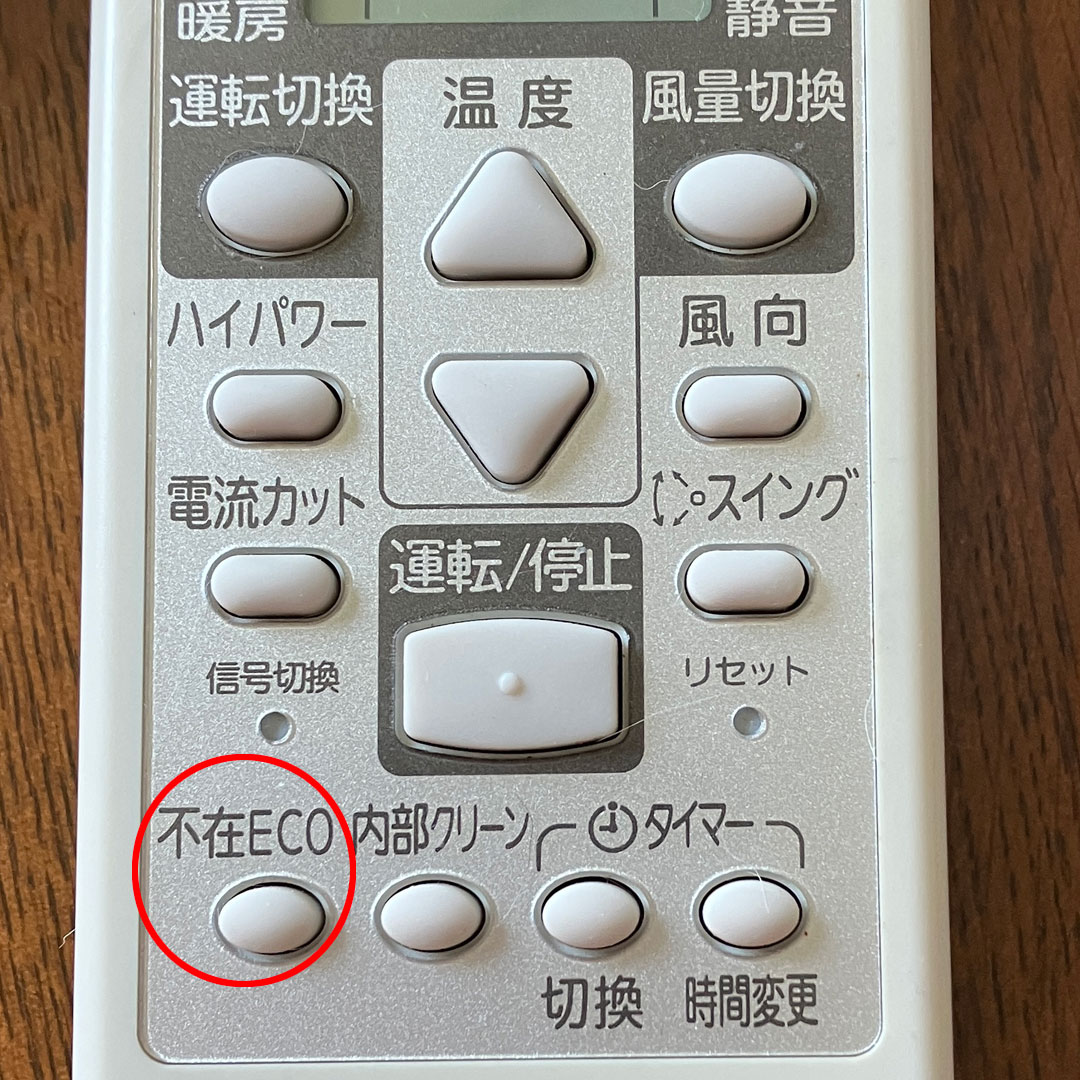 暖房
静音
運転切換
温度
風量切換
ハイパワー
風向
電流カット
スイング
運転/停止
信号切換
リセット
不在ECO
内部クリーン
タイマー
切換
時間変更